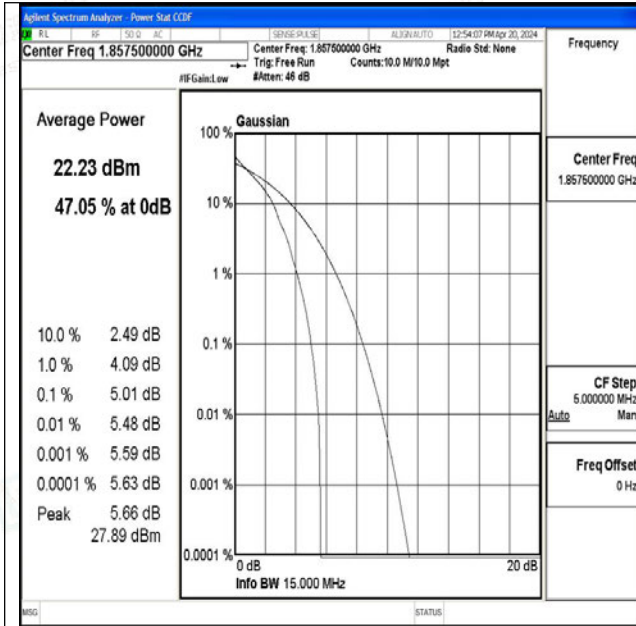 Agilent Spectrum Analyzer - Power Stat CCDF
RL RF 50 Ω AC SENSE:PULSE ALIGNAUTO 12:54:07 PM Apr 20, 2024
Center Freq 1.857500000 GHz
Center Freq: 1.857500000 GHz Radio Std: None
Trig: Free Run Counts:10.0 M/10.0 Mpt
#IFGain:Low #Atten: 46 dB
Frequency
Average Power
22.23 dBm
47.05 % at 0dB
10.0 % 2.49 dB
1.0 % 4.09 dB
0.1 % 5.01 dB
0.01 % 5.48 dB
0.001 % 5.59 dB
0.0001 % 5.63 dB
Peak 5.66 dB
27.89 dBm
Gaussian
100 %
10 %
1 %
0.1 %
0.01 %
0.001 %
0.0001 %
0 dB 20 dB
Info BW 15.000 MHz
Center Freq
1.857500000 GHz
CF Step
5.000000 MHz
Auto Man
Freq Offset
0 Hz
MSG STATUS